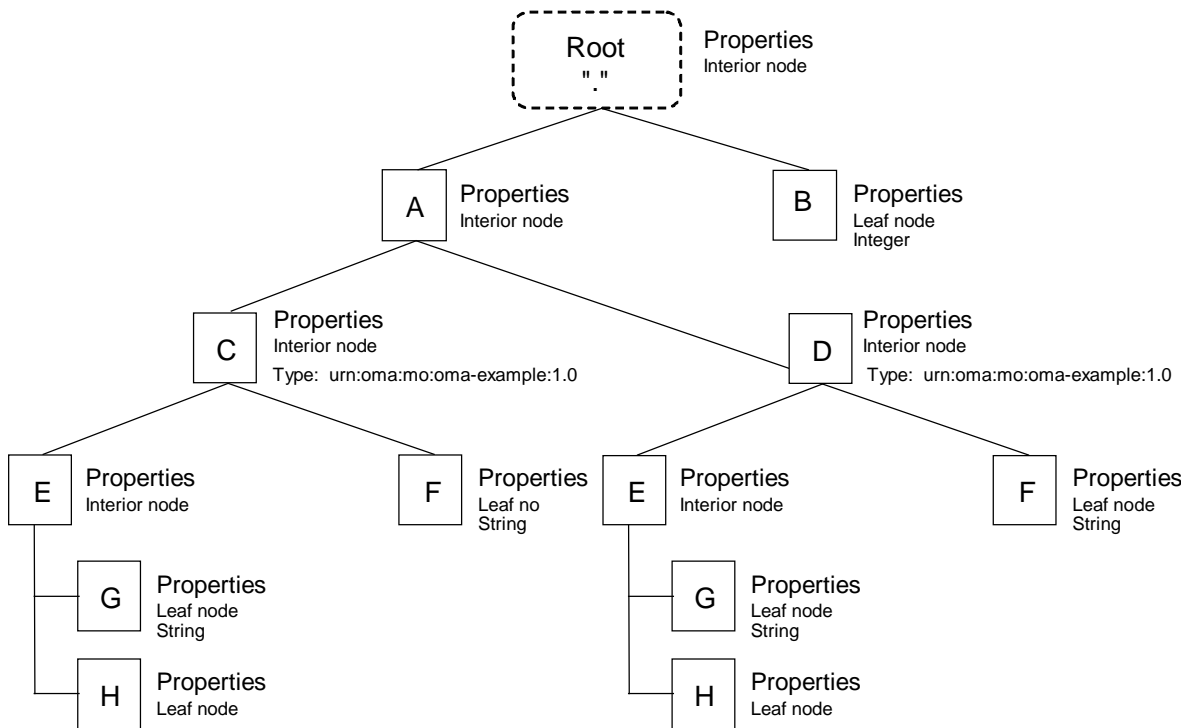 Root
"."
Properties
Interior node
A
Properties
Interior node
B
Properties
Leaf node
Integer
C
Properties
Interior node
Type: urn:oma:mo:oma-example:1.0
D
Properties
Interior node
Type: urn:oma:mo:oma-example:1.0
E
Properties
Interior node
F
Properties
Leaf no
String
E
Properties
Interior node
F
Properties
Leaf node
String
G
Properties
Leaf node
String
G
Properties
Leaf node
String
H
Properties
Leaf node
H
Properties
Leaf node